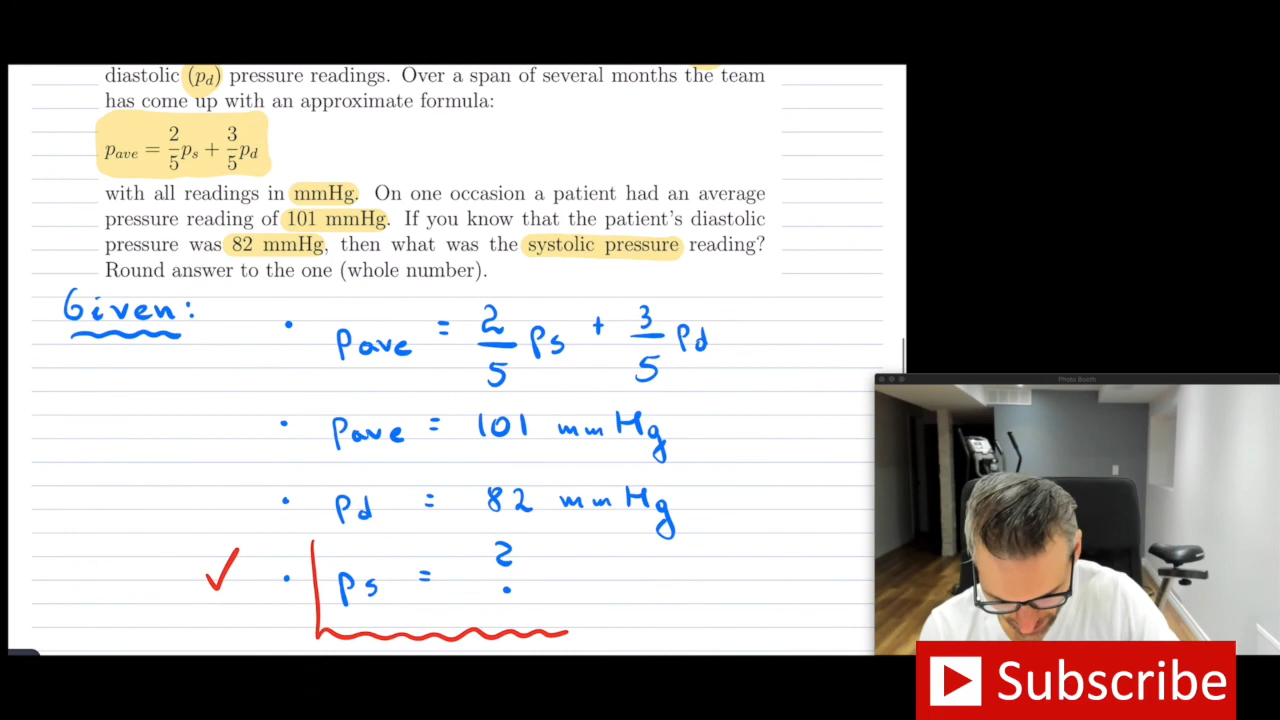 diastolic (p_d) pressure readings. Over a span of several months the team
has come up with an approximate formula:
p_ave = 2/5 p_s + 3/5 p_d
with all readings in mmHg. On one occasion a patient had an average
pressure reading of 101 mmHg. If you know that the patient's diastolic
pressure was 82 mmHg, then what was the systolic pressure reading?
Round answer to the one (whole number).
Given:
• Pave = 2/5 Ps + 3/5 Pd
• Pave = 101 mmHg
• Pd = 82 mmHg
✓ • Ps = ?
Photo Booth
Subscribe